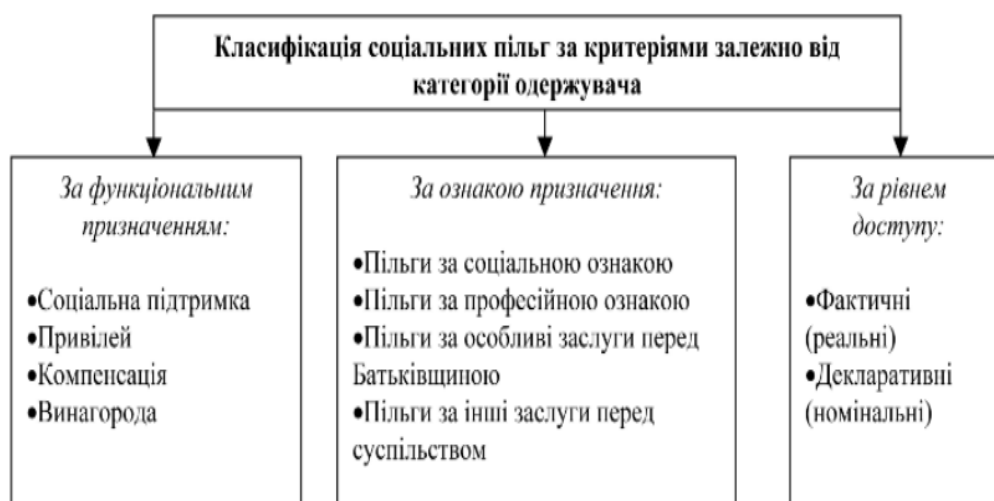 Класифікація соціальних пільг за критеріями залежно від
категорії одержувача
За функціональним
призначенням:
•Соціальна підтримка
•Привілей
•Компенсація
•Винагорода
За ознакою призначення:
•Пільги за соціальною ознакою
•Пільги за професійною ознакою
•Пільги за особливі заслуги перед
Батьківщиною
•Пільги за інші заслуги перед
суспільством
За рівнем
доступу:
•Фактичні
(реальні)
•Декларативні
(номінальні)